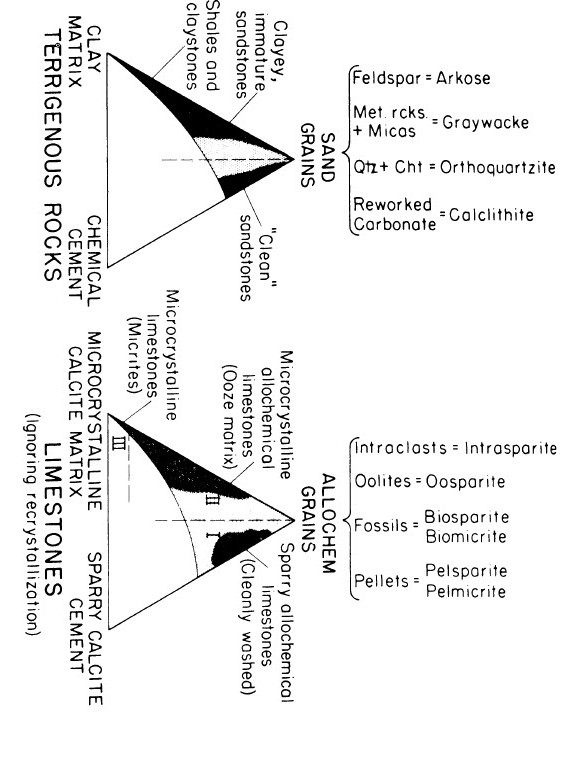 Feldspar = Arkose
Met. rcks.
+ Micas = Graywacke
Qtz + Cht = Orthoquartzite
Reworked
Carbonate = Calclithite
SAND
GRAINS
Clayey,
immature
sandstones
Shales and
claystones
"Clean"
sandstones
CLAY
MATRIX
CHEMICAL
CEMENT
TERRIGENOUS ROCKS
Intraclasts = Intrasparite
Oolites = Oosparite
Fossils = Biosparite
Biomicrite
Pellets = Pelsparite
Pelmicrite
ALLOCHEM
GRAINS
Microcrystalline
allochemical
limestones
(Ooze matrix)
Microcrystalline
limestones
(Micrites)
Sparry allochemical
limestones
(Cleanly washed)
I
II
III
MICROCRYSTALLINE
CALCITE MATRIX
SPARRY CALCITE
CEMENT
LIMESTONES
(Ignoring recrystallization)